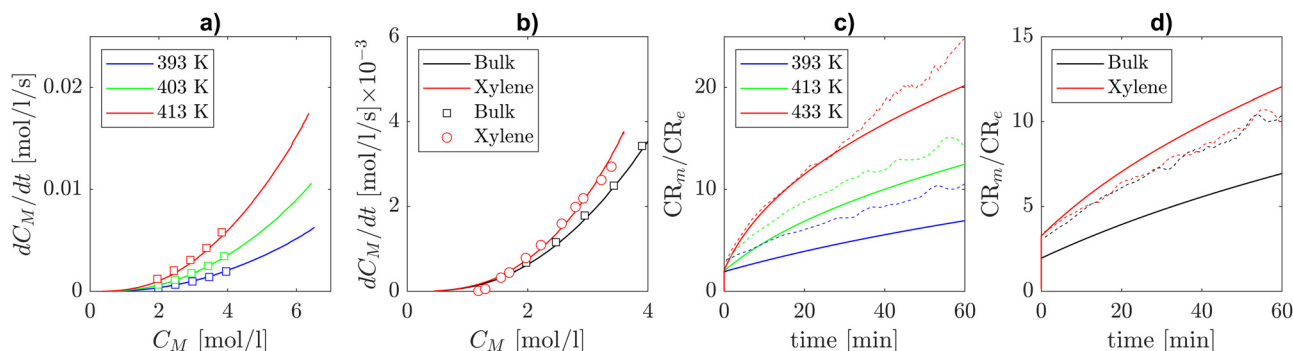 a)
dC_M/dt [mol/l/s]
0.02
0.01
0
393 K
403 K
413 K
0 2 4 6
C_M [mol/l]
b)
dC_M/dt [mol/l/s]×10⁻³
6
4
2
0
Bulk
Xylene
Bulk
Xylene
0 2 4
C_M [mol/l]
c)
CR_m/CR_e
20
10
0
393 K
413 K
433 K
0 20 40 60
time [min]
d)
CR_m/CR_e
15
10
5
0
Bulk
Xylene
0 20 40 60
time [min]